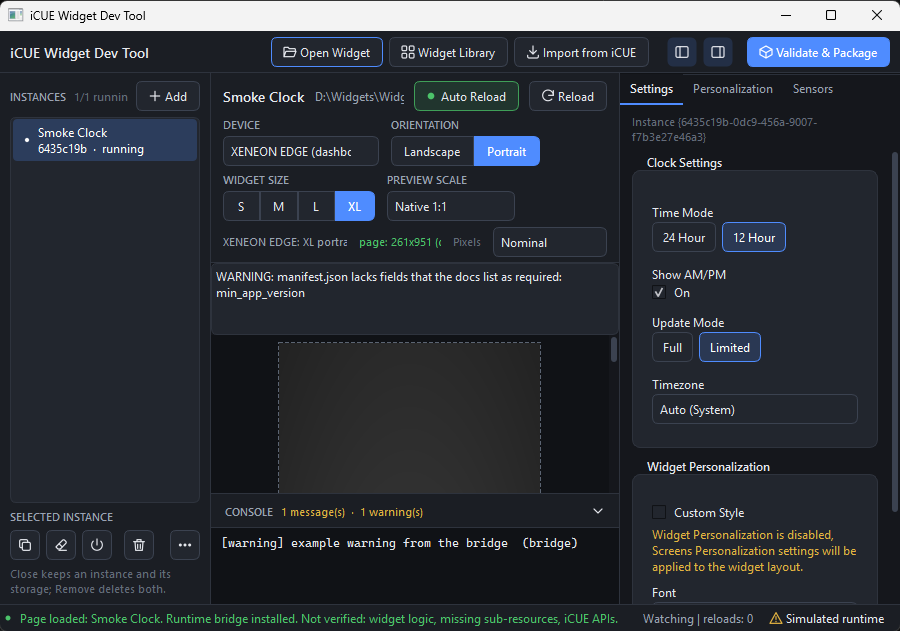 iCUE Widget Dev Tool
iCUE Widget Dev Tool
Open Widget
Widget Library
Import from iCUE
Validate & Package
INSTANCES 1/1 runnin
+ Add
Smoke Clock
6435c19b · running
SELECTED INSTANCE
Close keeps an instance and its
storage; Remove deletes both.
Smoke Clock D:\Widgets\Widg
Auto Reload
Reload
DEVICE
XENEON EDGE (dashbc
ORIENTATION
Landscape Portrait
WIDGET SIZE
S M L XL
PREVIEW SCALE
Native 1:1
XENEON EDGE: XL portra page: 261x951 (c Pixels Nominal
WARNING: manifest.json lacks fields that the docs list as required:
min_app_version
CONSOLE 1 message(s) · 1 warning(s)
[warning] example warning from the bridge (bridge)
Settings Personalization Sensors
Instance {6435c19b-0dc9-456a-9007-
f7b3e27e46a3}
Clock Settings
Time Mode
24 Hour 12 Hour
Show AM/PM
On
Update Mode
Full Limited
Timezone
Auto (System)
Widget Personalization
Custom Style
Widget Personalization is disabled,
Screens Personalization settings will be
applied to the widget layout.
Font
Page loaded: Smoke Clock. Runtime bridge installed. Not verified: widget logic, missing sub-resources, iCUE APIs.
Watching | reloads: 0
Simulated runtime